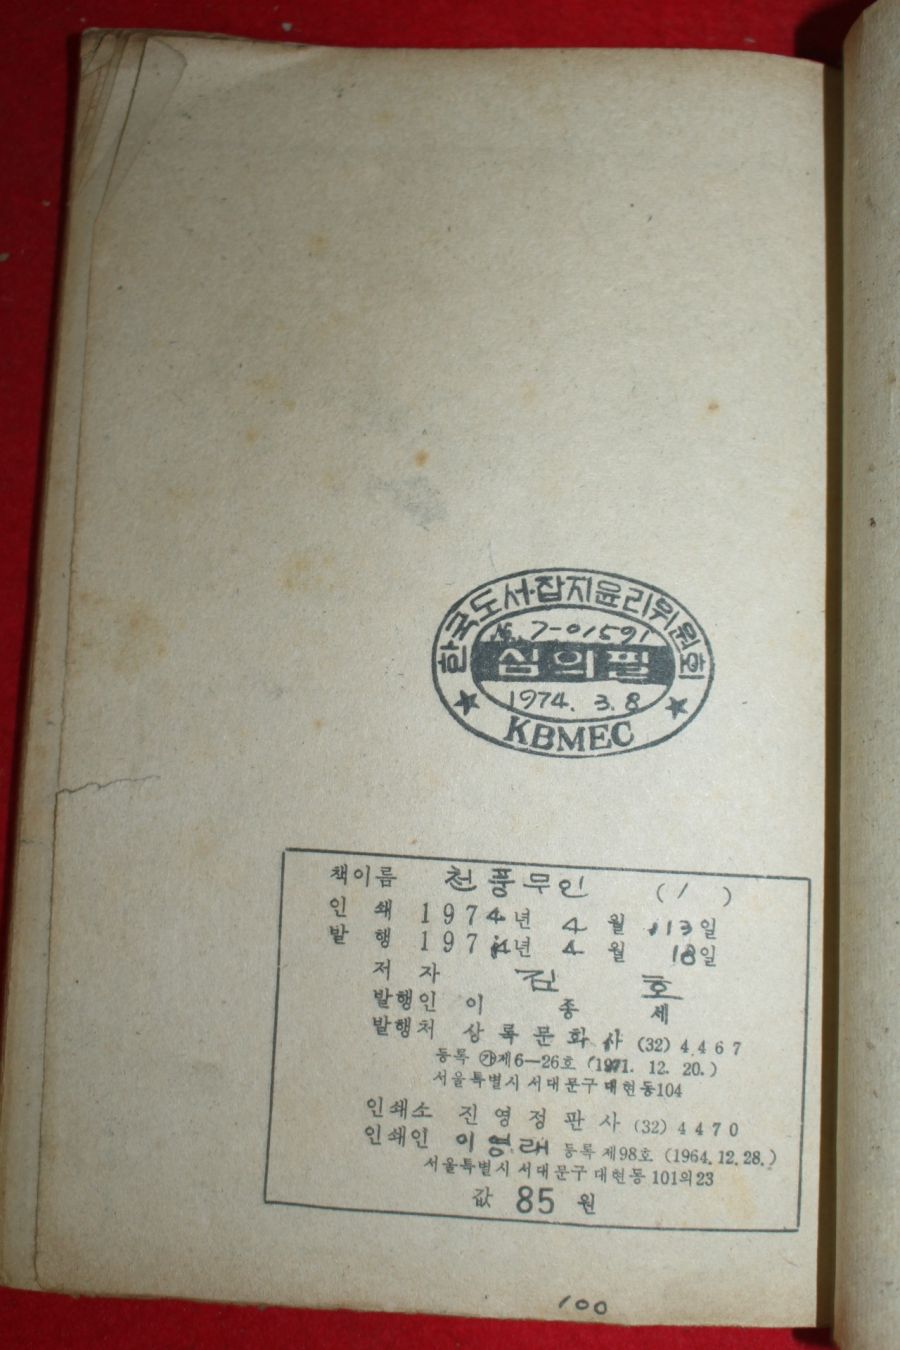 한국도서·잡지윤리위원회
№ 7-01591
심의필
1974. 3. 8
KBMEC
책이름 천풍무인 (1)
인쇄 1974년 4월 13일
발행 1974년 4월 18일
저자 김호
발행인 이종세
발행처 상록문화사 (32) 4467
등록 ㉮제6-26호 (1971. 12. 20.)
서울특별시 서대문구 대현동104
인쇄소 진영정판사 (32) 4470
인쇄인 이영래 등록 제98호 (1964. 12. 28.)
서울특별시 서대문구 대현동 101의23
값 85 원
100